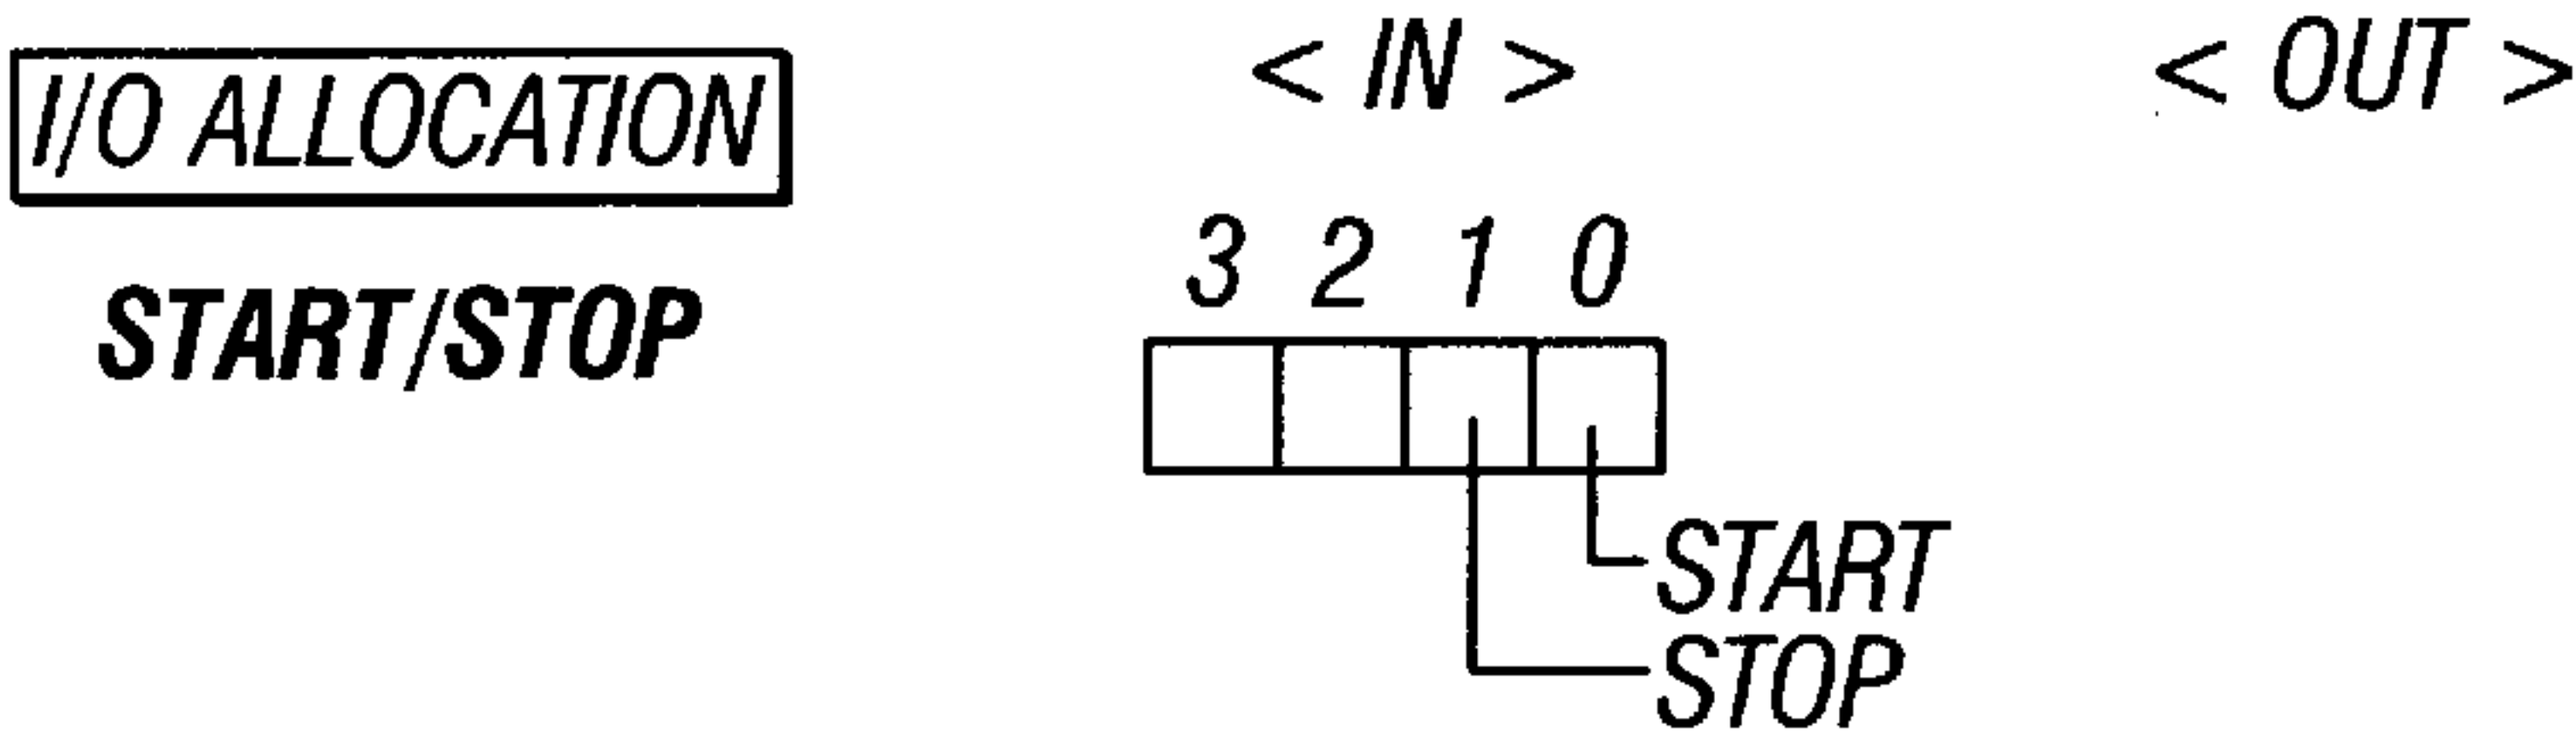 I/O ALLOCATION
< IN >
< OUT >
START/STOP
3 2 1 0
START
STOP